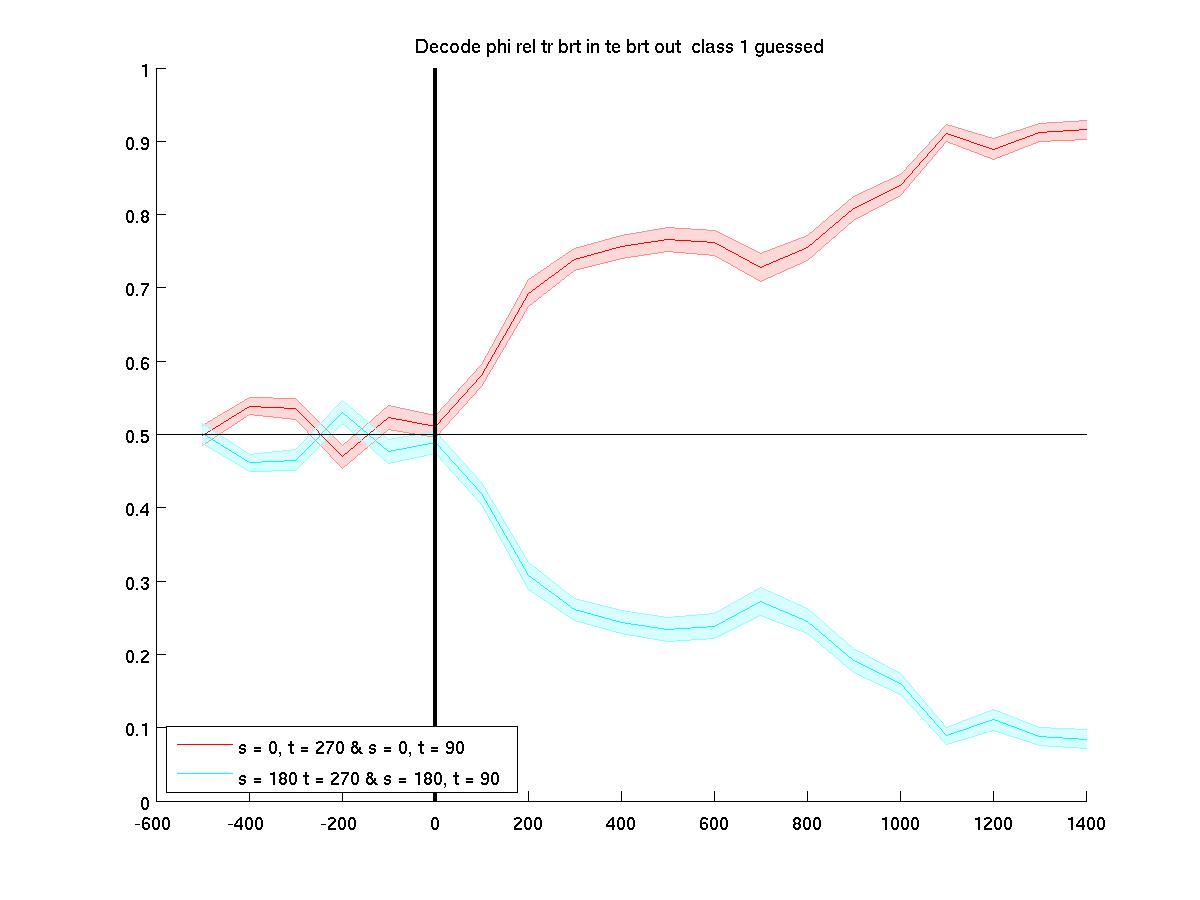 Decode phi rel tr brt in te brt out  class 1 guessed
1
0.9
0.8
0.7
0.6
0.5
0.4
0.3
0.2
0.1
0
s = 0, t = 270 & s = 0, t = 90
s = 180 t = 270 & s = 180, t = 90
-600 -400 -200 0 200 400 600 800 1000 1200 1400